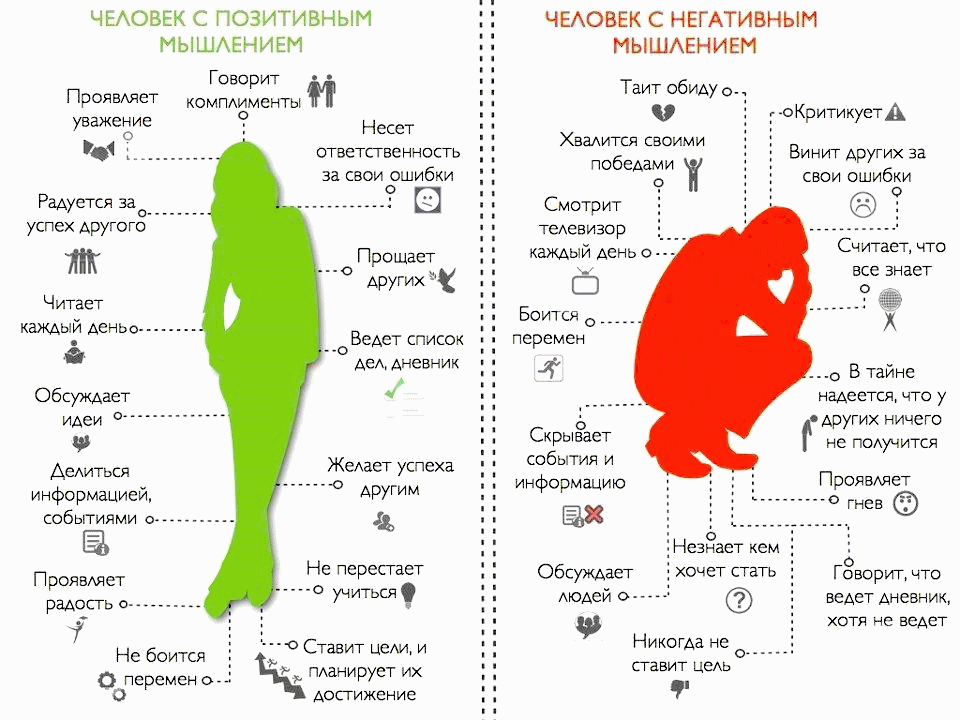 ЧЕЛОВЕК С ПОЗИТИВНЫМ
МЫШЛЕНИЕМ
Говорит
комплименты
Проявляет
уважение
Несет
ответственность
за свои ошибки
Радуется за
успех другого
Прощает
других
Читает
каждый день
Ведет список
дел, дневник
Обсуждает
идеи
Делиться
информацией,
событиями
Желает успеха
другим
Проявляет
радость
Не перестает
учиться
Не боится
перемен
Ставит цели, и
планирует их
достижение
ЧЕЛОВЕК С НЕГАТИВНЫМ
МЫШЛЕНИЕМ
Таит обиду
Критикует
Хвалится своими
победами
Винит других за
свои ошибки
Смотрит
телевизор
каждый день
Считает, что
все знает
Боится
перемен
В тайне
надеется, что у
других ничего
не получится
Скрывает
события и
информацию
Проявляет
гнев
Незнает кем
хочет стать
Обсуждает
людей
Говорит, что
ведет дневник,
хотя не ведет
Никогда не
ставит цель